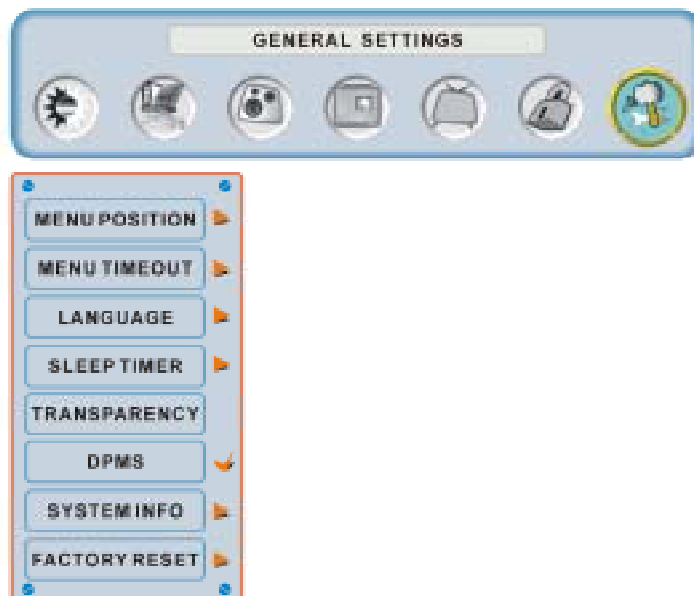 GENERAL SETTINGS
MENU POSITION
MENU TIMEOUT
LANGUAGE
SLEEP TIMER
TRANSPARENCY
DPMS
SYSTEM INFO
FACTORY RESET